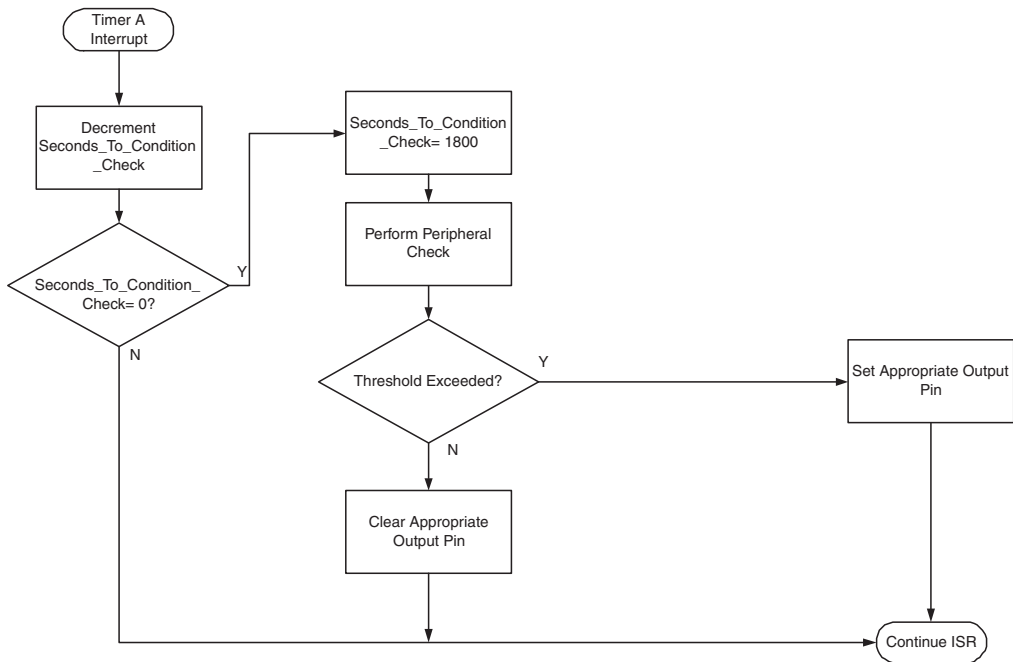 Timer A
Interrupt
Decrement
Seconds_To_Condition
_Check
Seconds_To_Condition_
Check= 0?
Y
N
Seconds_To_Condition
_Check= 1800
Perform Peripheral
Check
Threshold Exceeded?
Y
N
Set Appropriate Output
Pin
Clear Appropriate
Output Pin
Continue ISR